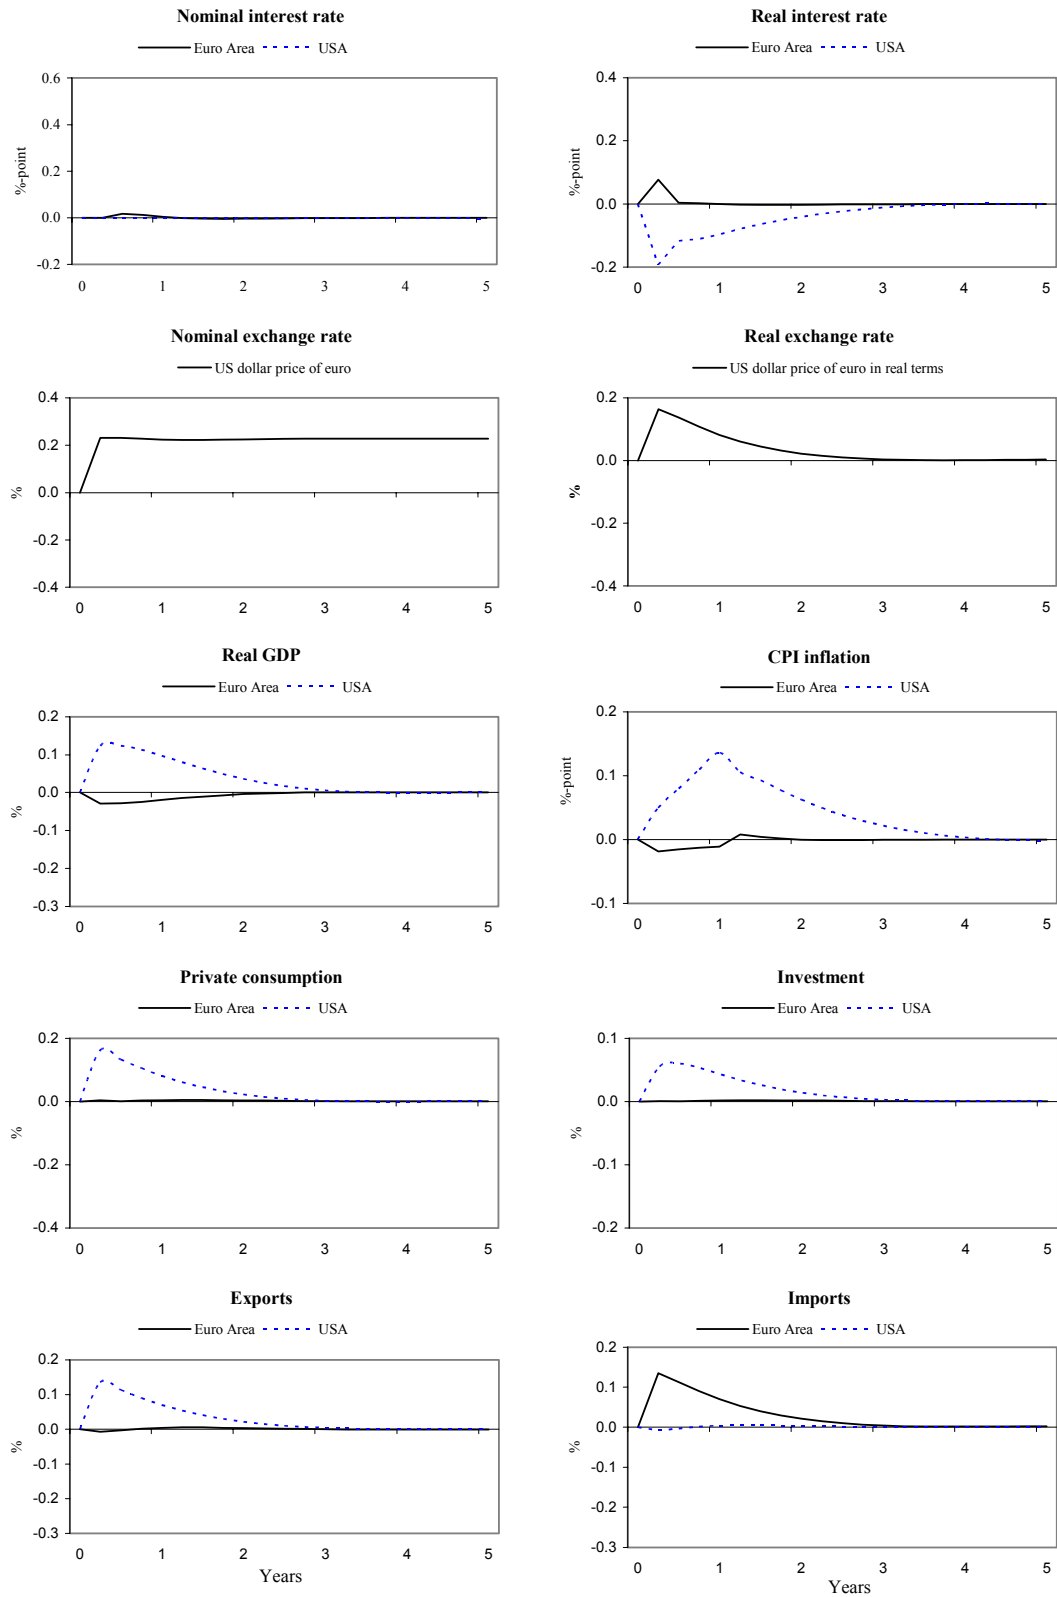 Nominal interest rate
Euro Area USA
0.6
0.4
0.2
0.0
-0.2
%-point
0 1 2 3 4 5
Real interest rate
Euro Area USA
0.4
0.2
0.0
-0.2
%-point
0 1 2 3 4 5
Nominal exchange rate
US dollar price of euro
0.4
0.2
0.0
-0.2
-0.4
%
0 1 2 3 4 5
Real exchange rate
US dollar price of euro in real terms
0.2
0.0
-0.2
-0.4
%
0 1 2 3 4 5
Real GDP
Euro Area USA
0.2
0.1
0.0
-0.1
-0.2
-0.3
%
0 1 2 3 4 5
CPI inflation
Euro Area USA
0.2
0.1
0.0
-0.1
%-point
0 1 2 3 4 5
Private consumption
Euro Area USA
0.2
0.0
-0.2
-0.4
%
0 1 2 3 4 5
Investment
Euro Area USA
0.1
0.0
-0.1
-0.2
%
0 1 2 3 4 5
Exports
Euro Area USA
0.2
0.1
0.0
-0.1
-0.2
-0.3
%
0 1 2 3 4 5
Years
Imports
Euro Area USA
0.2
0.1
0.0
-0.1
-0.2
-0.3
%
0 1 2 3 4 5
Years